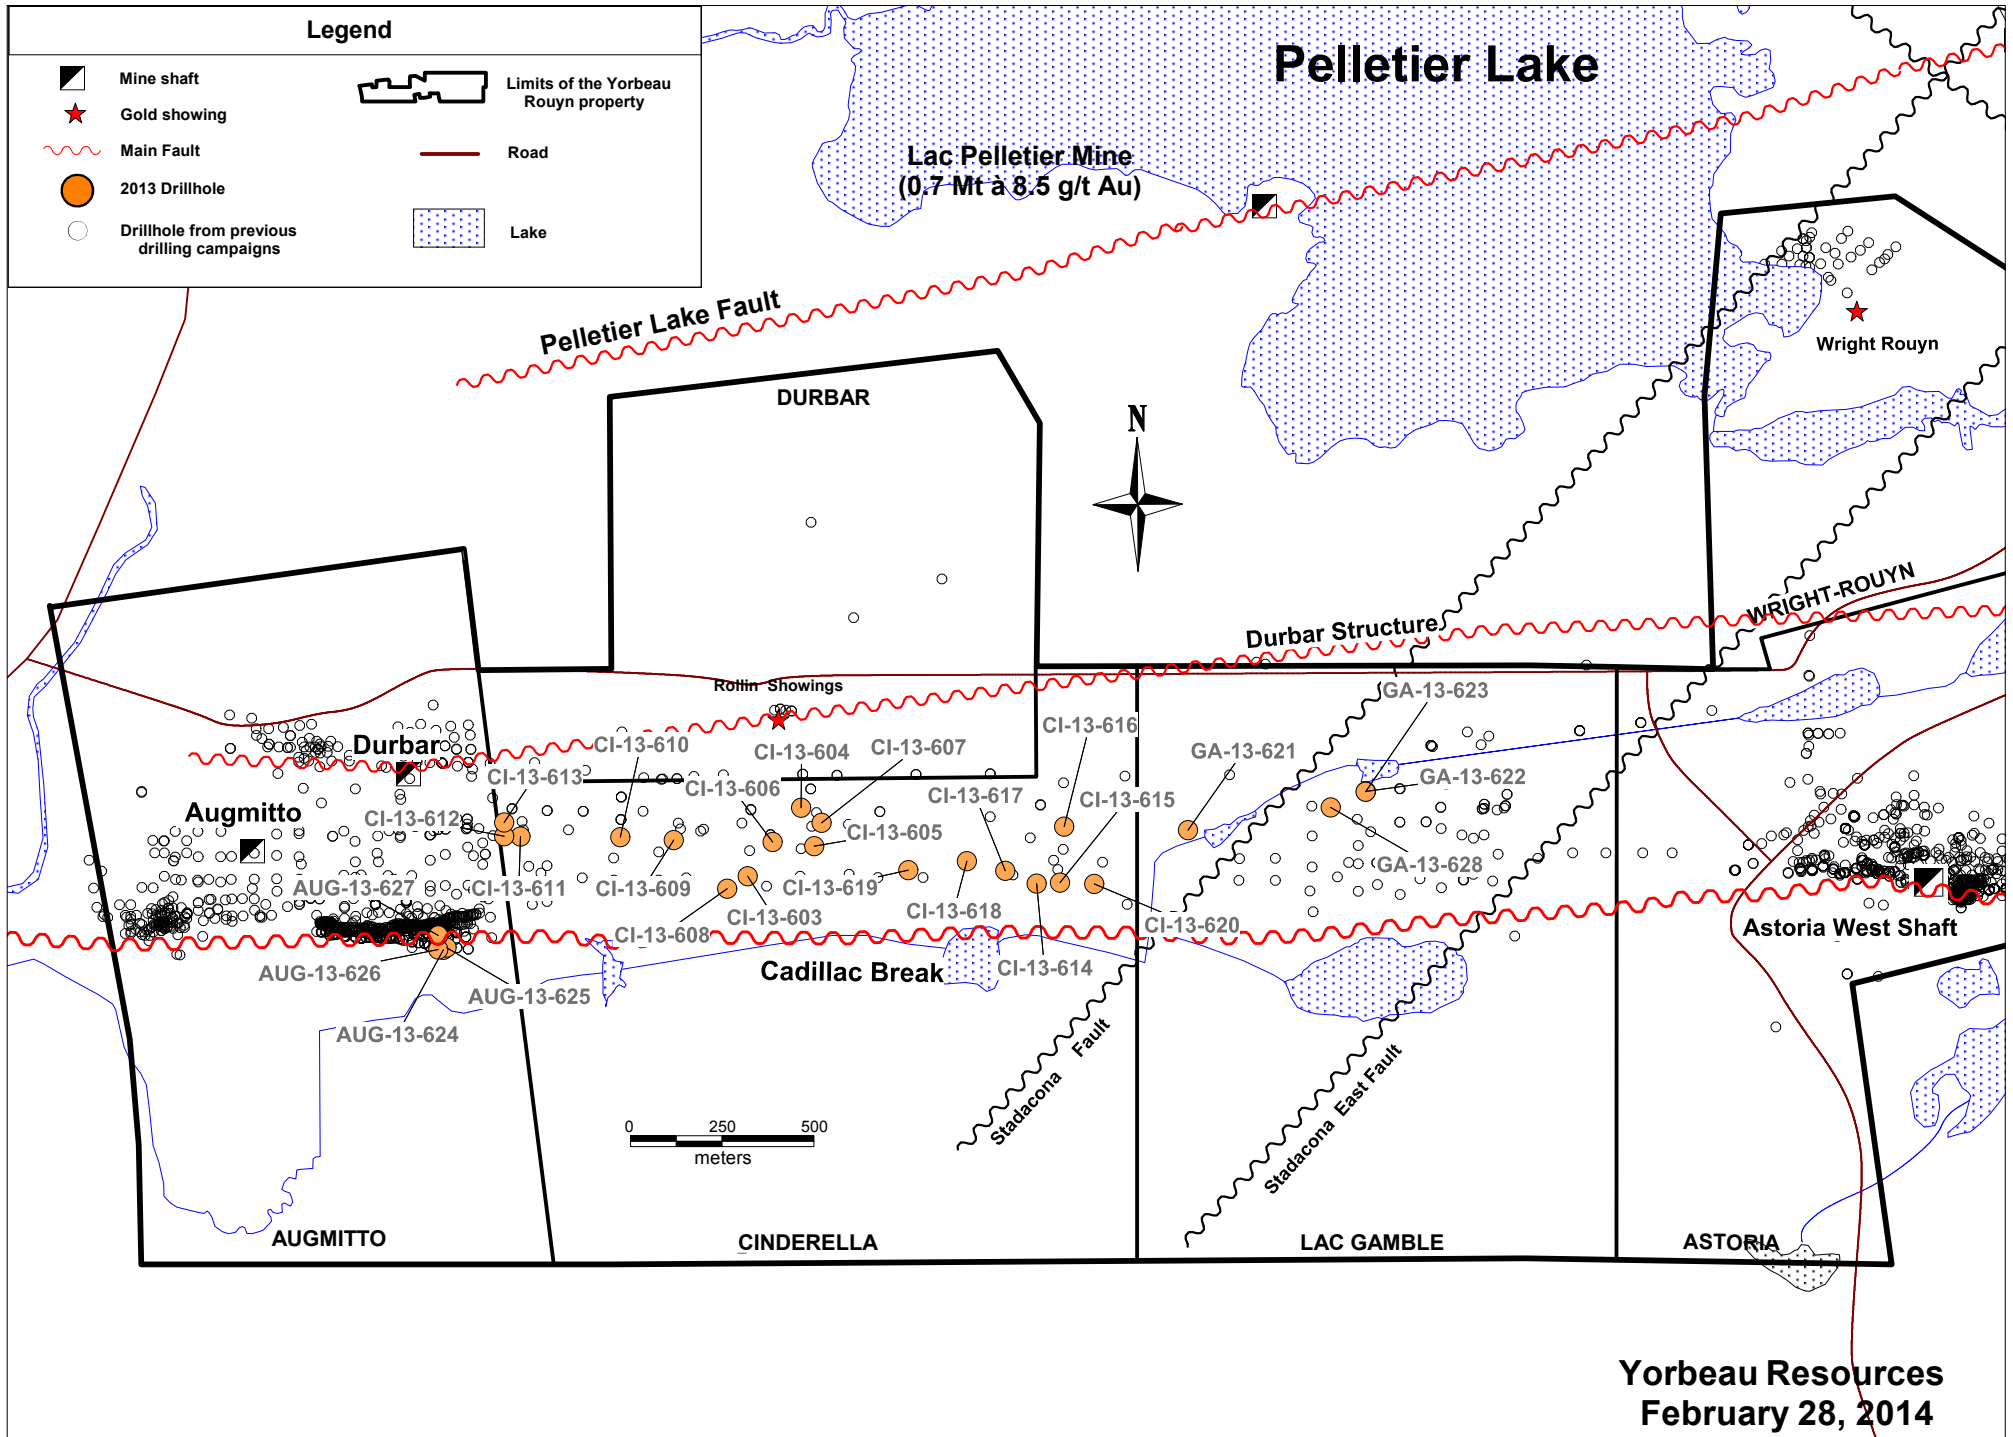 Legend
Mine shaft
Gold showing
Main Fault
2013 Drillhole
Drillhole from previous
drilling campaigns
Limits of the Yorbeau
Rouyn property
Road
Lake
Pelletier Lake
Lac Pelletier Mine
(0.7 Mt à 8.5 g/t Au)
Pelletier Lake Fault
Wright Rouyn
DURBAR
N
WRIGHT-ROUYN
Durbar Structure
Rollin Showings
GA-13-623
CI-13-616
Durbar
CI-13-610
CI-13-604
CI-13-607
GA-13-621
CI-13-613
CI-13-606
GA-13-622
CI-13-617
CI-13-615
Augmitto
CI-13-612
CI-13-605
GA-13-628
AUG-13-627
CI-13-611
CI-13-609
CI-13-619
CI-13-618
CI-13-603
CI-13-608
CI-13-620
Astoria West Shaft
AUG-13-626
Cadillac Break
CI-13-614
AUG-13-625
AUG-13-624
Stadacona Fault
Stadacona East Fault
0 250 500
meters
AUGMITTO
CINDERELLA
LAC GAMBLE
ASTORIA
Yorbeau Resources
February 28, 2014